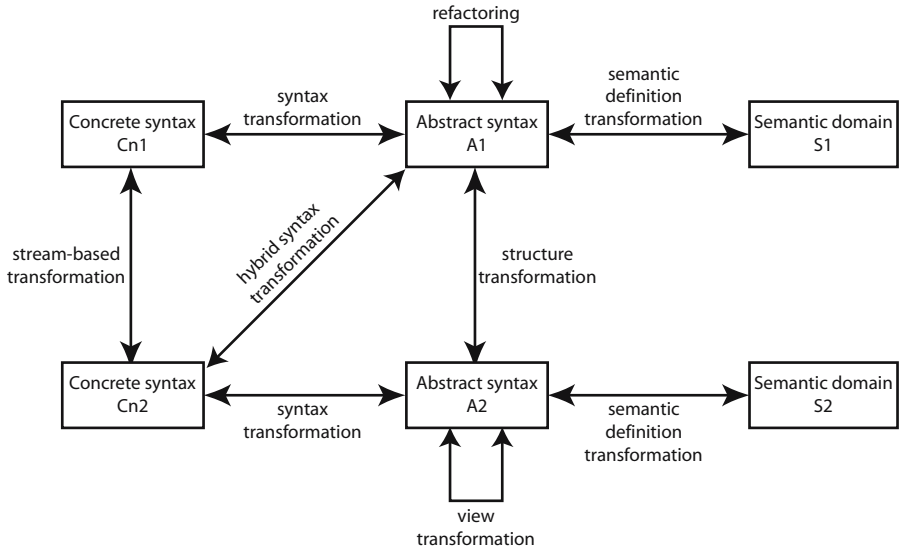 refactoring
syntax
transformation
semantic
definition
transformation
Concrete syntax
Cn1
Abstract syntax
A1
Semantic domain
S1
stream-based
transformation
hybrid syntax
transformation
structure
transformation
Concrete syntax
Cn2
Abstract syntax
A2
Semantic domain
S2
syntax
transformation
semantic
definition
transformation
view
transformation